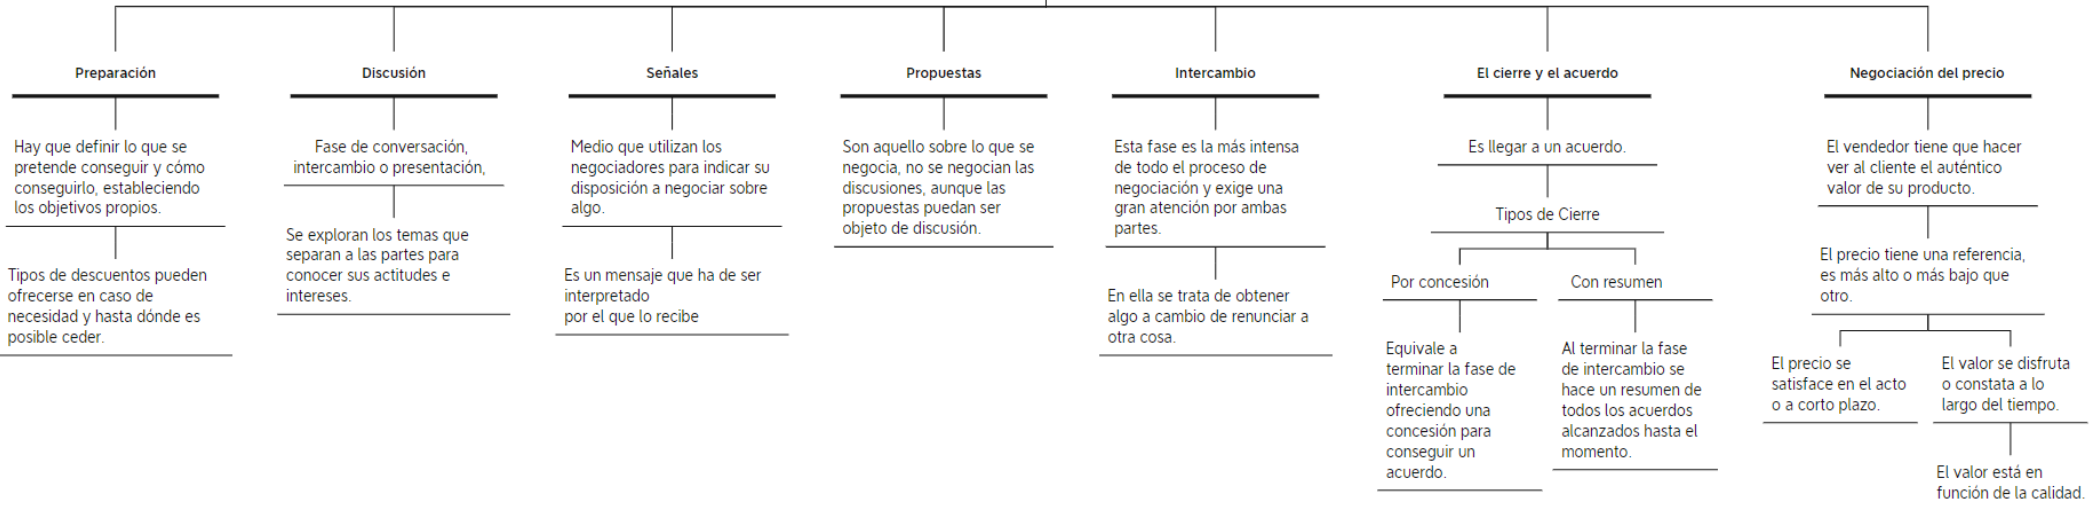 Preparación
Hay que definir lo que se
pretende conseguir y cómo
conseguirlo, estableciendo
los objetivos propios.
Tipos de descuentos pueden
ofrecerse en caso de
necesidad y hasta dónde es
posible ceder.
Discusión
Fase de conversación,
intercambio o presentación,
Se exploran los temas que
separan a las partes para
conocer sus actitudes e
intereses.
Señales
Medio que utilizan los
negociadores para indicar su
disposición a negociar sobre
algo.
Es un mensaje que ha de ser
interpretado
por el que lo recibe
Propuestas
Son aquello sobre lo que se
negocia, no se negocian las
discusiones, aunque las
propuestas puedan ser
objeto de discusión.
Intercambio
Esta fase es la más intensa
de todo el proceso de
negociación y exige una
gran atención por ambas
partes.
En ella se trata de obtener
algo a cambio de renunciar a
otra cosa.
El cierre y el acuerdo
Es llegar a un acuerdo.
Tipos de Cierre
Por concesión
Equivale a
terminar la fase de
intercambio
ofreciendo una
concesión para
conseguir un
acuerdo.
Con resumen
Al terminar la fase
de intercambio se
hace un resumen de
todos los acuerdos
alcanzados hasta el
momento.
Negociación del precio
El vendedor tiene que hacer
ver al cliente el auténtico
valor de su producto.
El precio tiene una referencia,
es más alto o más bajo que
otro.
El precio se
satisface en el acto
o a corto plazo.
El valor se disfruta
o constata a lo
largo del tiempo.
El valor está en
función de la calidad.